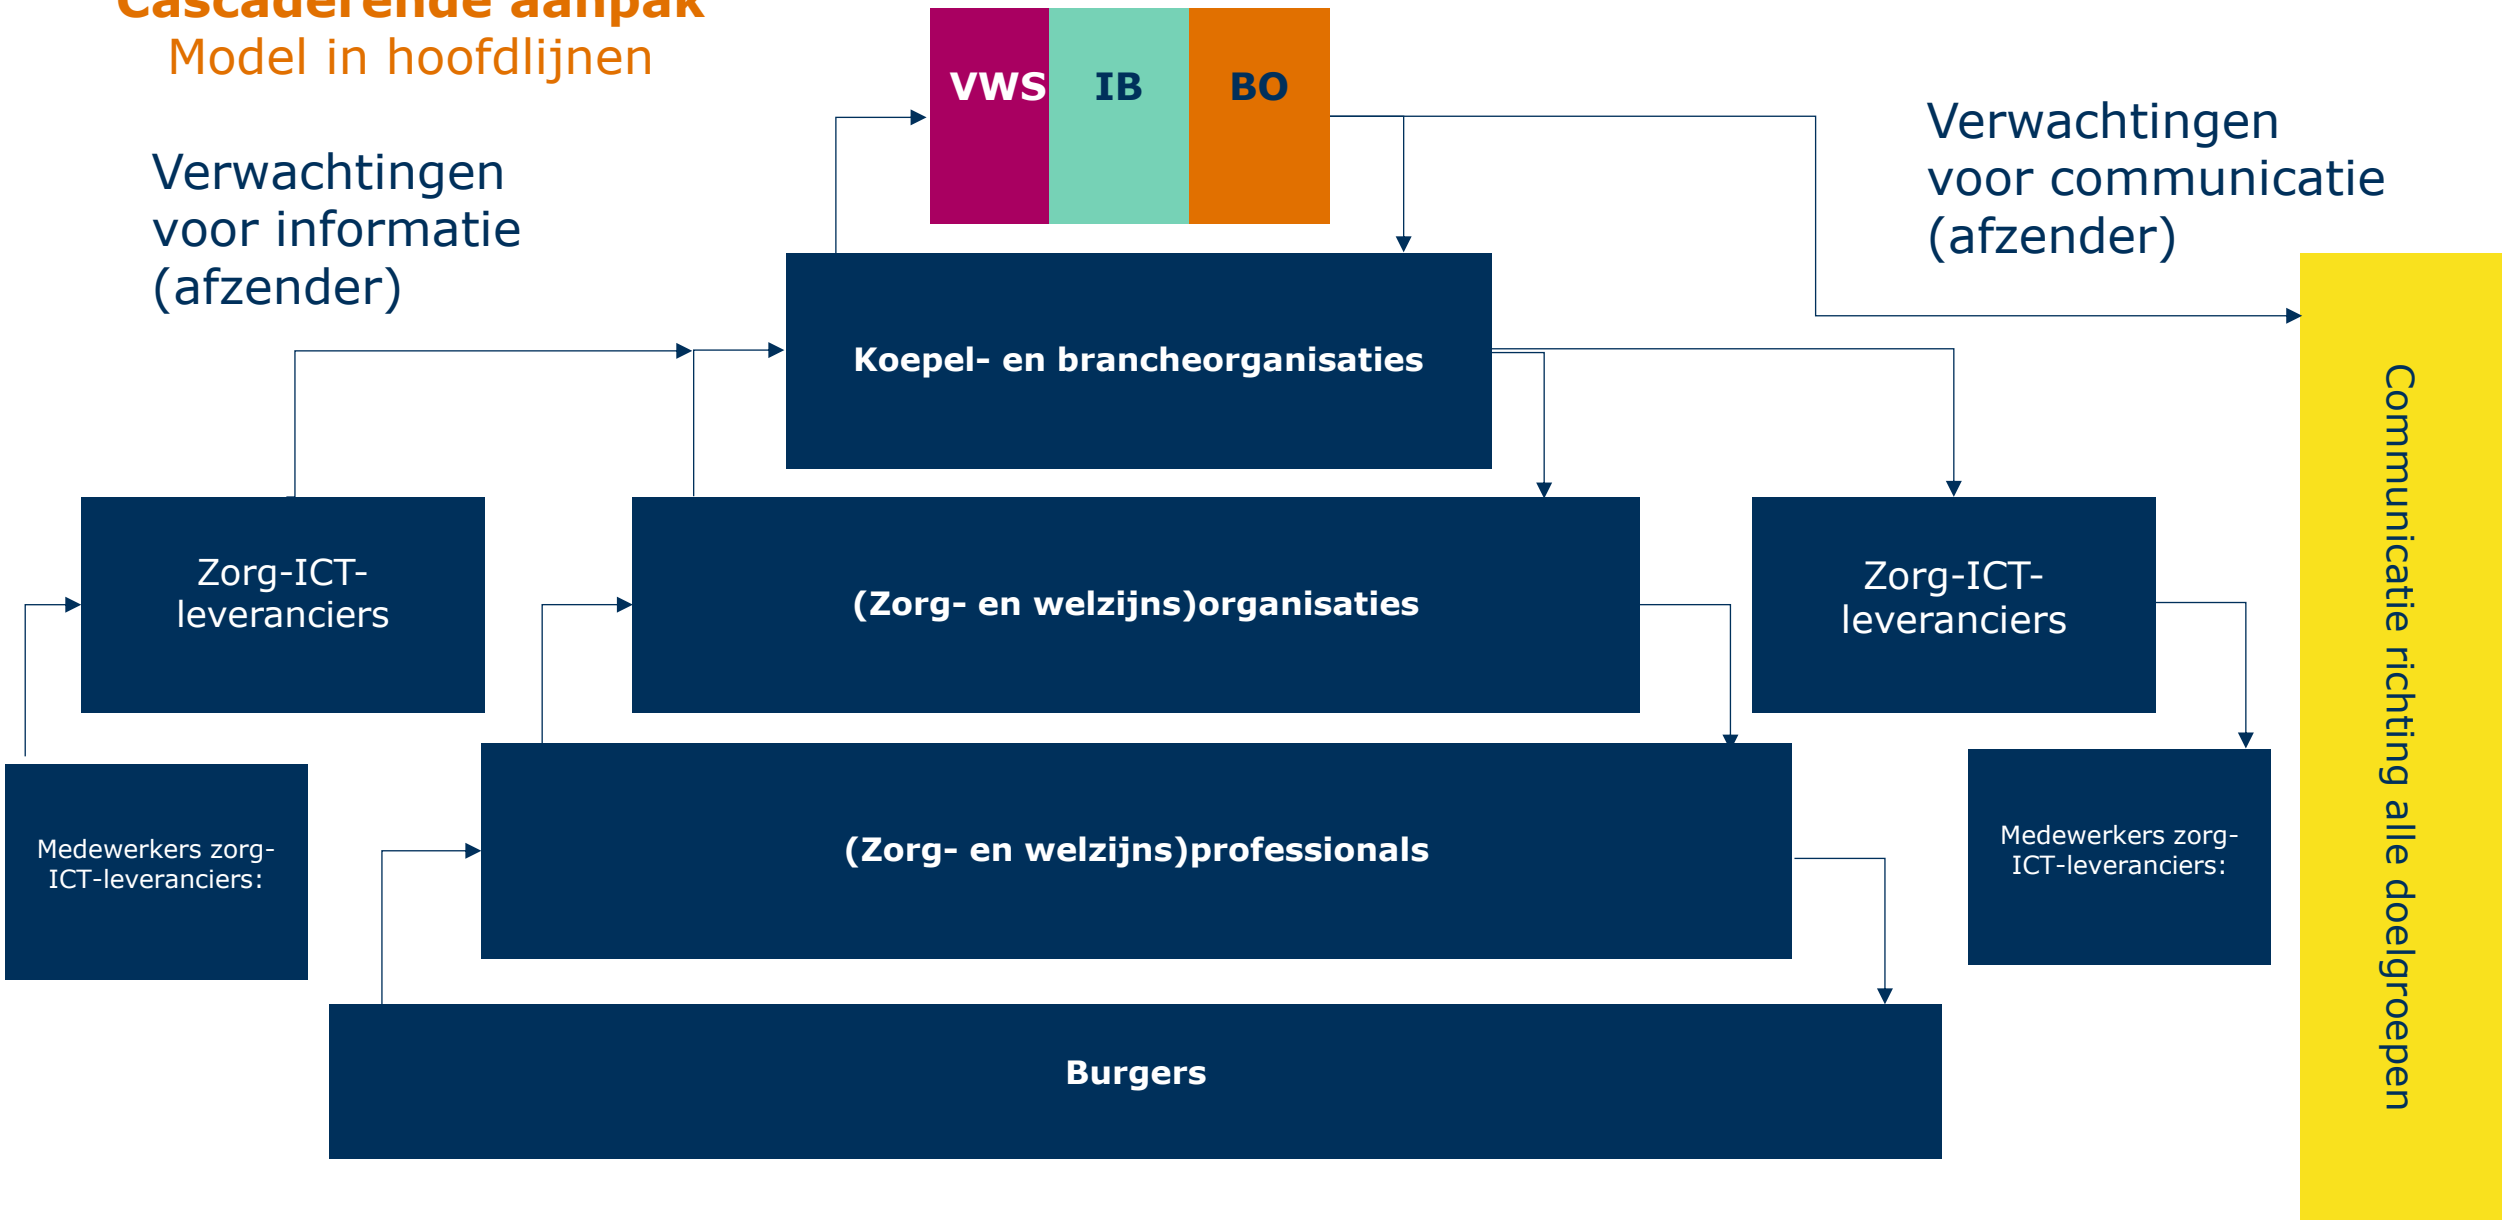 Cascaderende aanpak
Model in hoofdlijnen
VWS
IB
BO
Verwachtingen
voor informatie
(afzender)
Verwachtingen
voor communicatie
(afzender)
Koepel- en brancheorganisaties
Zorg-ICT-
leveranciers
(Zorg- en welzijns)organisaties
Zorg-ICT-
leveranciers
Medewerkers zorg-
ICT-leveranciers:
(Zorg- en welzijns)professionals
Medewerkers zorg-
ICT-leveranciers:
Burgers
Communicatie richting alle doelgroepen